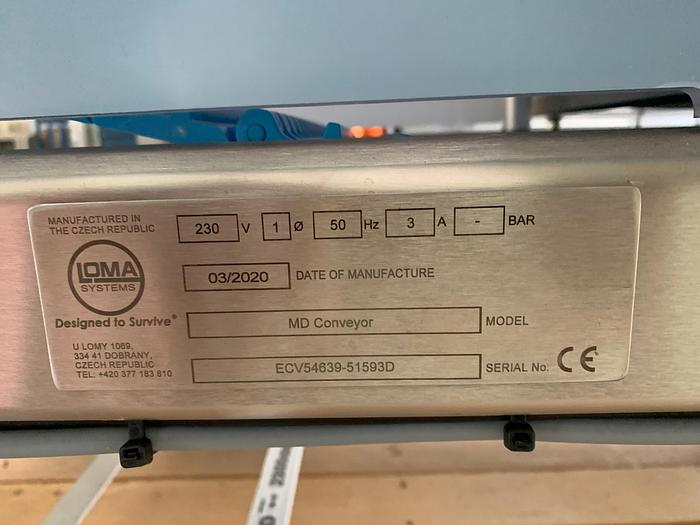 MANUFACTURED IN
THE CZECH REPUBLIC
230 V 1 Ø 50 Hz 3 A - BAR
LOMA
SYSTEMS
Designed to Survive®
03/2020 DATE OF MANUFACTURE
MD Conveyor MODEL
U LOMY 1069,
334 41 DOBRANY,
CZECH REPUBLIC
TEL: +420 377 183 810
ECV54639-51593D SERIAL No. CE